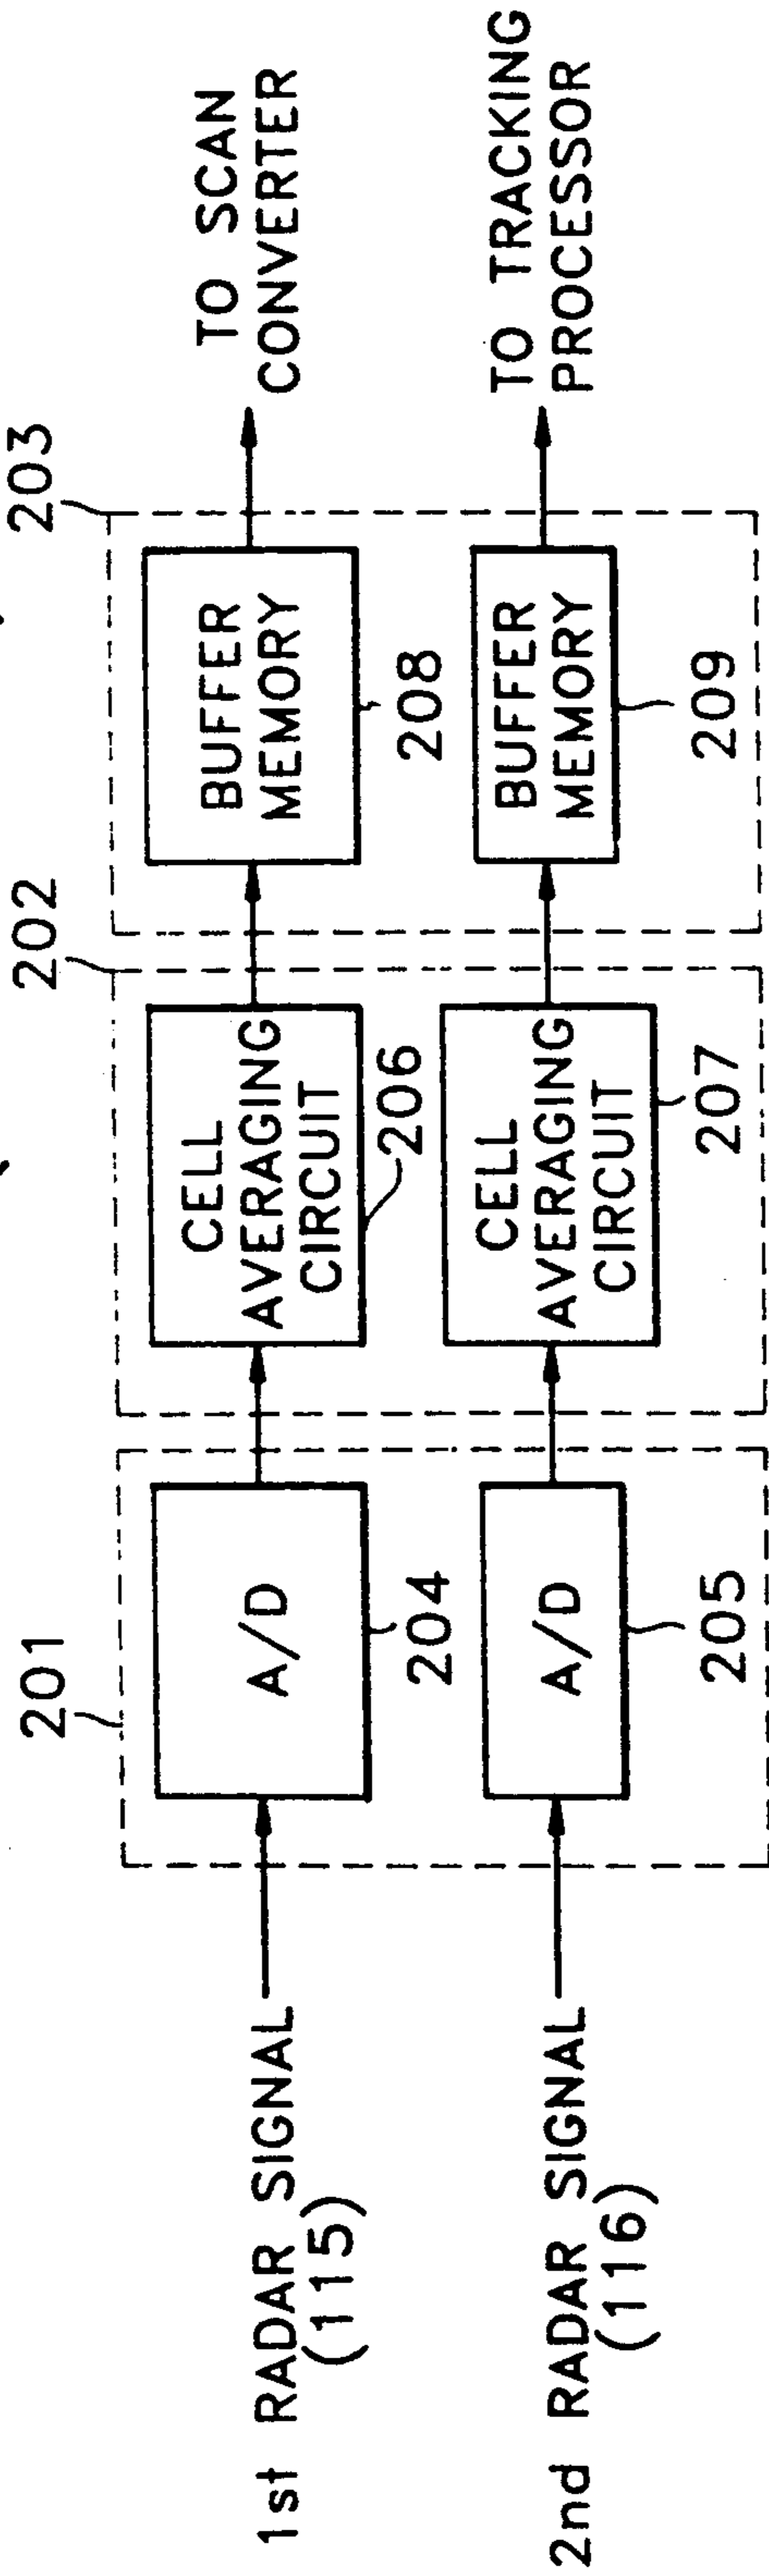 201
202
203
1st RADAR SIGNAL
(115)
A/D
204
CELL
AVERAGING
CIRCUIT
206
BUFFER
MEMORY
208
TO SCAN
CONVERTER
2nd RADAR SIGNAL
(116)
A/D
205
CELL
AVERAGING
CIRCUIT
207
BUFFER
MEMORY
209
TO TRACKING
PROCESSOR